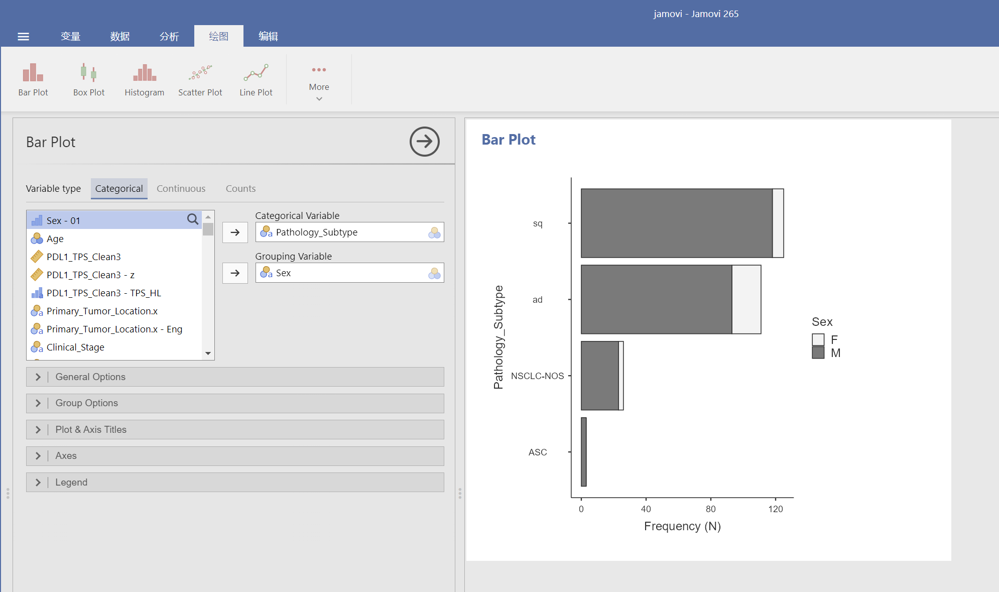 jamovi - Jamovi 265
变量
数据
分析
绘图
编辑
Bar Plot
Box Plot
Histogram
Scatter Plot
Line Plot
More
Bar Plot
Variable type
Categorical
Continuous
Counts
Sex - 01
Age
PDL1_TPS_Clean3
PDL1_TPS_Clean3 - z
PDL1_TPS_Clean3 - TPS_HL
Primary_Tumor_Location.x
Primary_Tumor_Location.x - Eng
Clinical_Stage
Categorical Variable
Pathology_Subtype
Grouping Variable
Sex
General Options
Group Options
Plot & Axis Titles
Axes
Legend
Bar Plot
Pathology_Subtype
sq
ad
NSCLC-NOS
ASC
0
40
80
120
Frequency (N)
Sex
F
M